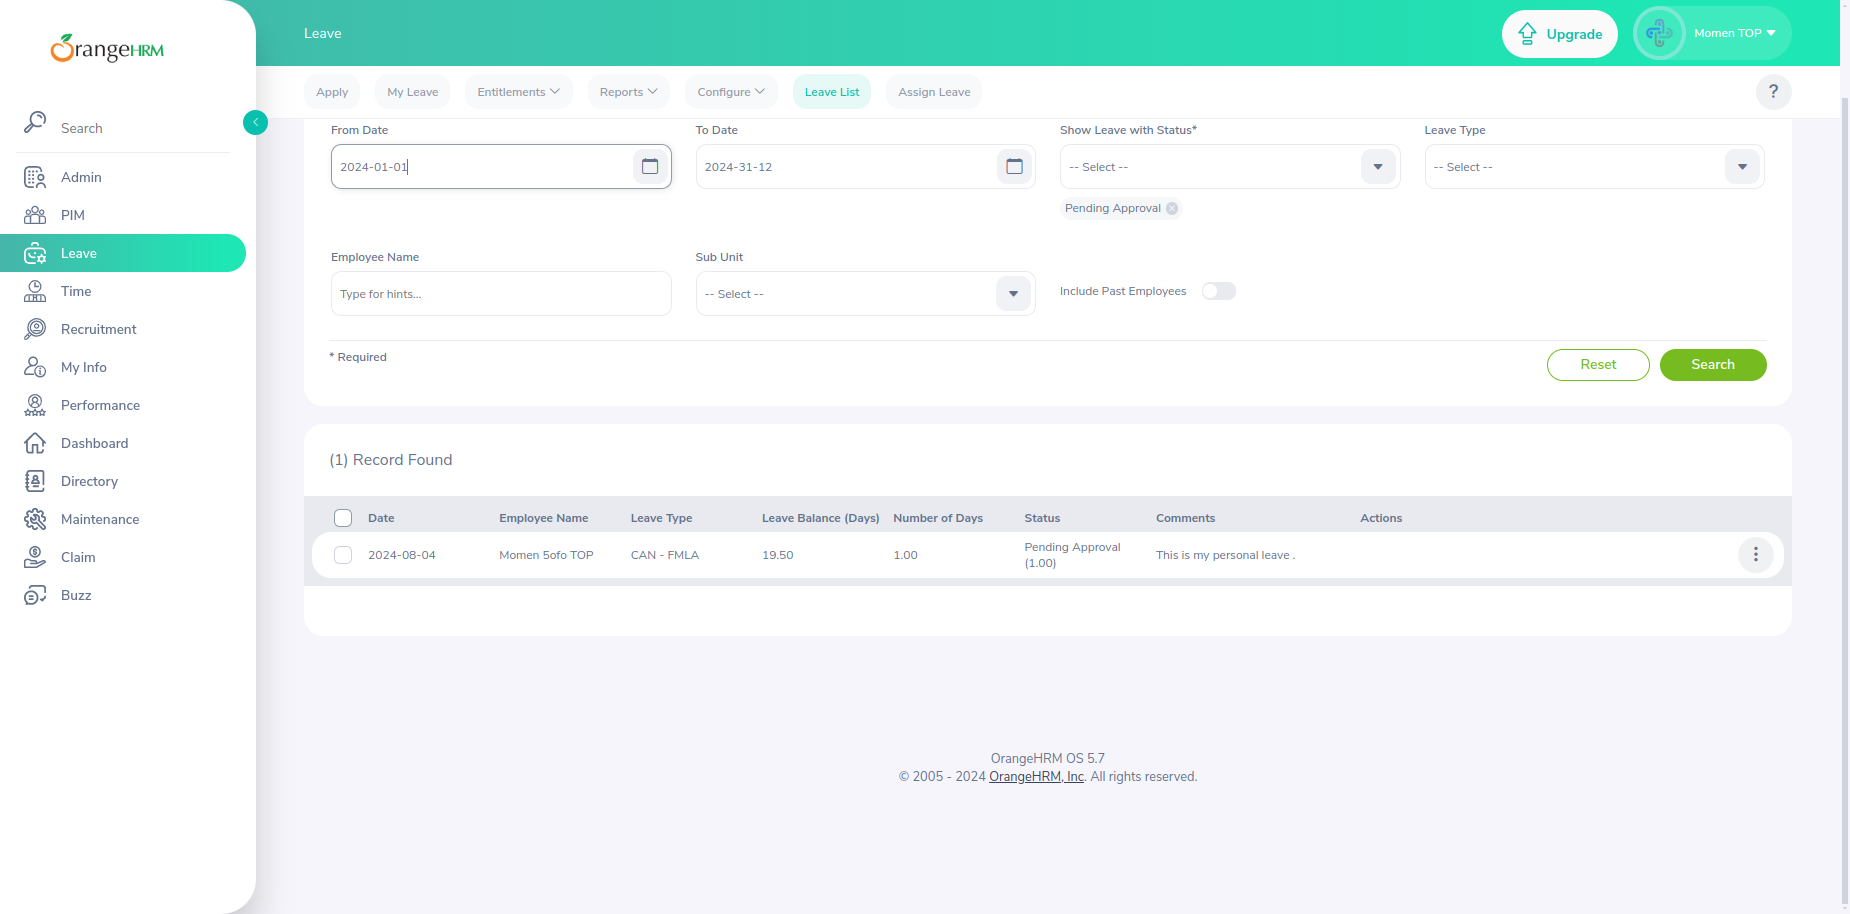 OrangeHRM
Search
Admin
PIM
Leave
Time
Recruitment
My Info
Performance
Dashboard
Directory
Maintenance
Claim
Buzz
Leave
Upgrade
Momen TOP
Apply
My Leave
Entitlements
Reports
Configure
Leave List
Assign Leave
?
From Date
To Date
Show Leave with Status*
Leave Type
2024-01-01
2024-31-12
-- Select --
-- Select --
Pending Approval
Employee Name
Sub Unit
Type for hints...
-- Select --
Include Past Employees
* Required
Reset
Search
(1) Record Found
Date Employee Name Leave Type Leave Balance (Days) Number of Days Status Comments Actions
2024-08-04 Momen 5ofo TOP CAN - FMLA 19.50 1.00 Pending Approval (1.00) This is my personal leave .
OrangeHRM OS 5.7
© 2005 - 2024 OrangeHRM, Inc. All rights reserved.